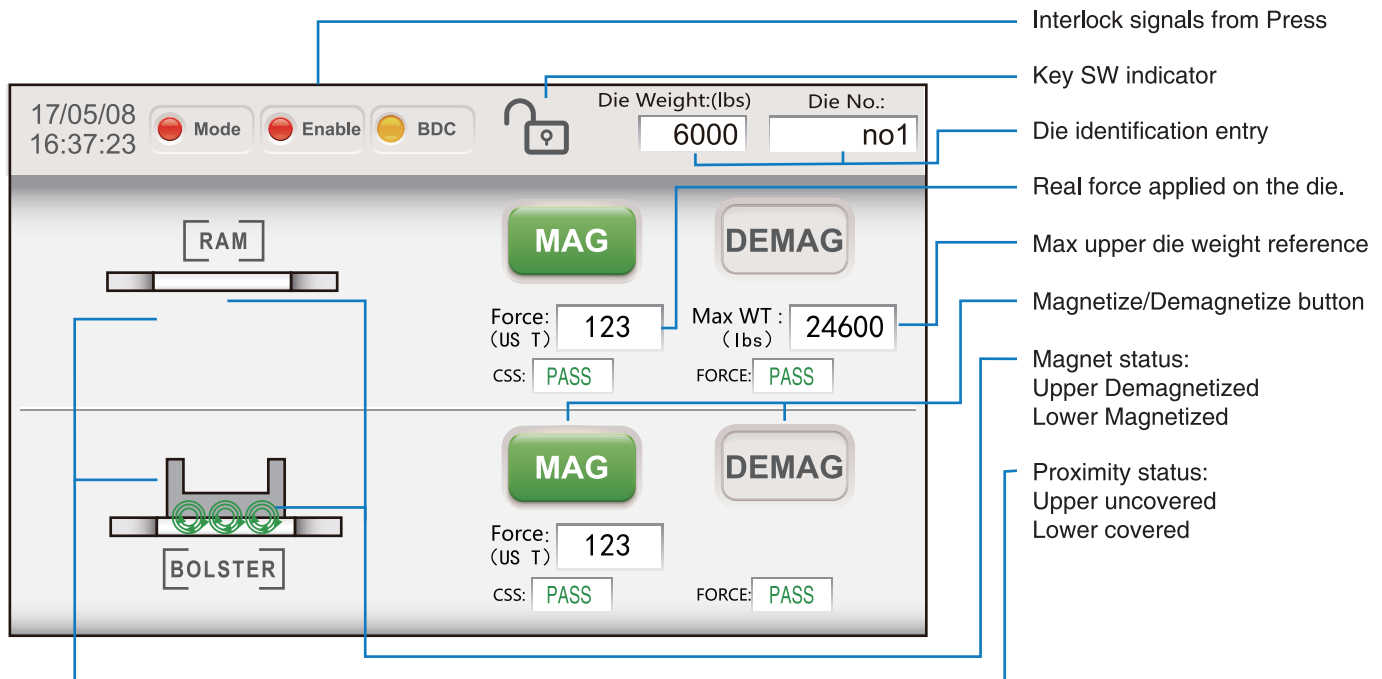 Interlock signals from Press
Key SW indicator
17/05/08
16:37:23
Mode
Enable
BDC
Die Weight:(lbs)
6000
Die No.:
no1
Die identification entry
Real force applied on the die.
RAM
MAG
DEMAG
Max upper die weight reference
Force:
(US T)
123
Max WT :
(lbs)
24600
Magnetize/Demagnetize button
CSS: PASS
FORCE: PASS
Magnet status:
Upper Demagnetized
Lower Magnetized
MAG
DEMAG
Proximity status:
Upper uncovered
Lower covered
Force:
(US T)
123
BOLSTER
CSS: PASS
FORCE: PASS